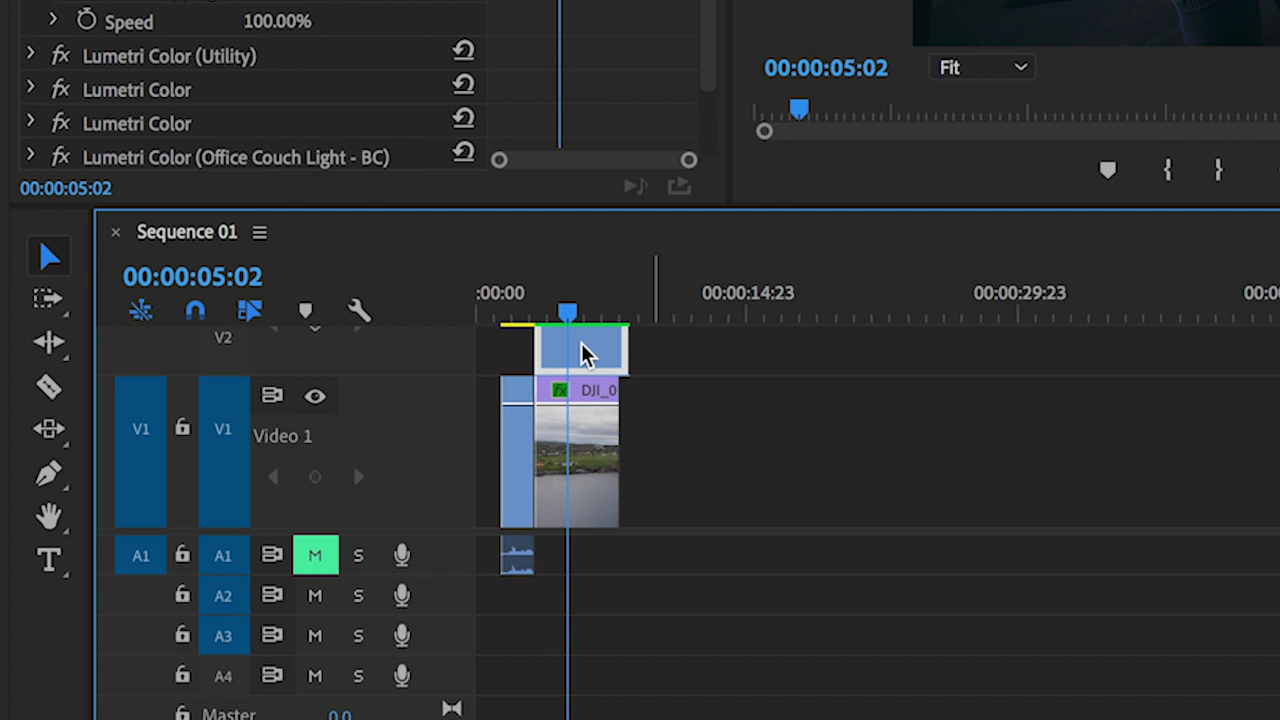 Speed 100.00%
fx Lumetri Color (Utility)
fx Lumetri Color
fx Lumetri Color
fx Lumetri Color (Office Couch Light - BC)
00:00:05:02
00:00:05:02 Fit
× Sequence 01
00:00:05:02
:00:00 00:00:14:23 00:00:29:23 00:0
V2
fx DJI_0
V1 V1 Video 1
A1 A1 M S
A2 M S
A3 M S
A4 M S
Master 0.0
T